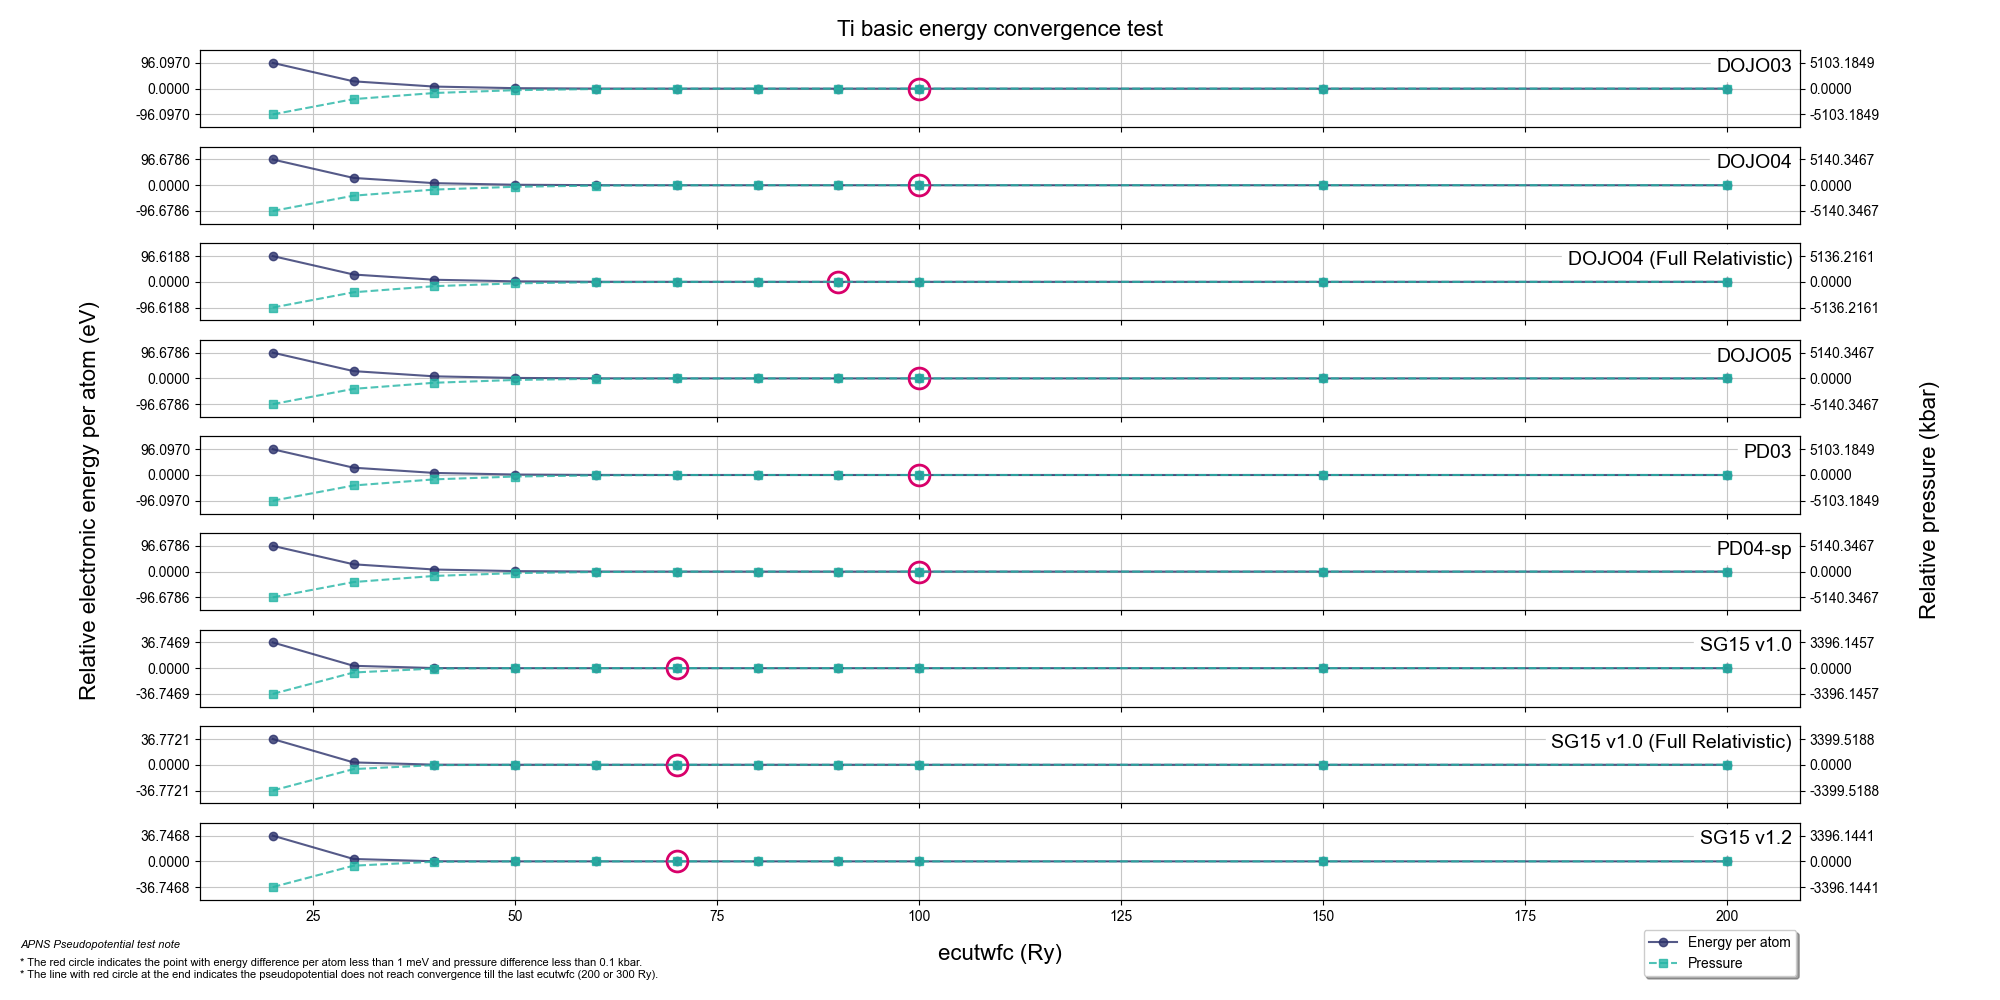 Ti basic energy convergence test
Relative electronic energy per atom (eV)
Relative pressure (kbar)
DOJO03
96.0970
0.0000
-96.0970
5103.1849
0.0000
-5103.1849
DOJO04
96.6786
0.0000
-96.6786
5140.3467
0.0000
-5140.3467
DOJO04 (Full Relativistic)
96.6188
0.0000
-96.6188
5136.2161
0.0000
-5136.2161
DOJO05
96.6786
0.0000
-96.6786
5140.3467
0.0000
-5140.3467
PD03
96.0970
0.0000
-96.0970
5103.1849
0.0000
-5103.1849
PD04-sp
96.6786
0.0000
-96.6786
5140.3467
0.0000
-5140.3467
SG15 v1.0
36.7469
0.0000
-36.7469
3396.1457
0.0000
-3396.1457
SG15 v1.0 (Full Relativistic)
36.7721
0.0000
-36.7721
3399.5188
0.0000
-3399.5188
SG15 v1.2
36.7468
0.0000
-36.7468
3396.1441
0.0000
-3396.1441
25 50 75 100 125 150 175 200
ecutwfc (Ry)
Energy per atom
Pressure
APNS Pseudopotential test note
* The red circle indicates the point with energy difference per atom less than 1 meV and pressure difference less than 0.1 kbar.
* The line with red circle at the end indicates the pseudopotential does not reach convergence till the last ecutwfc (200 or 300 Ry).